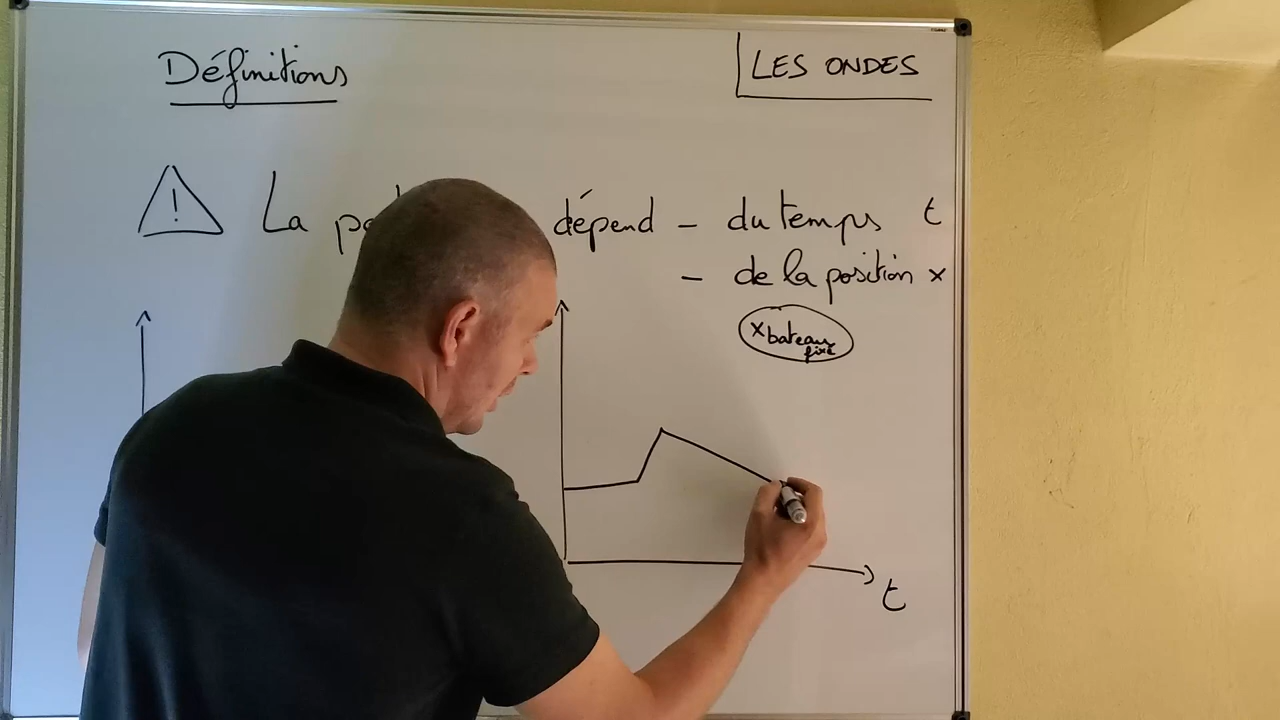 Définitions
LES ONDES
! La dépend - du temps t
- de la position x
x bateau
fixe
t